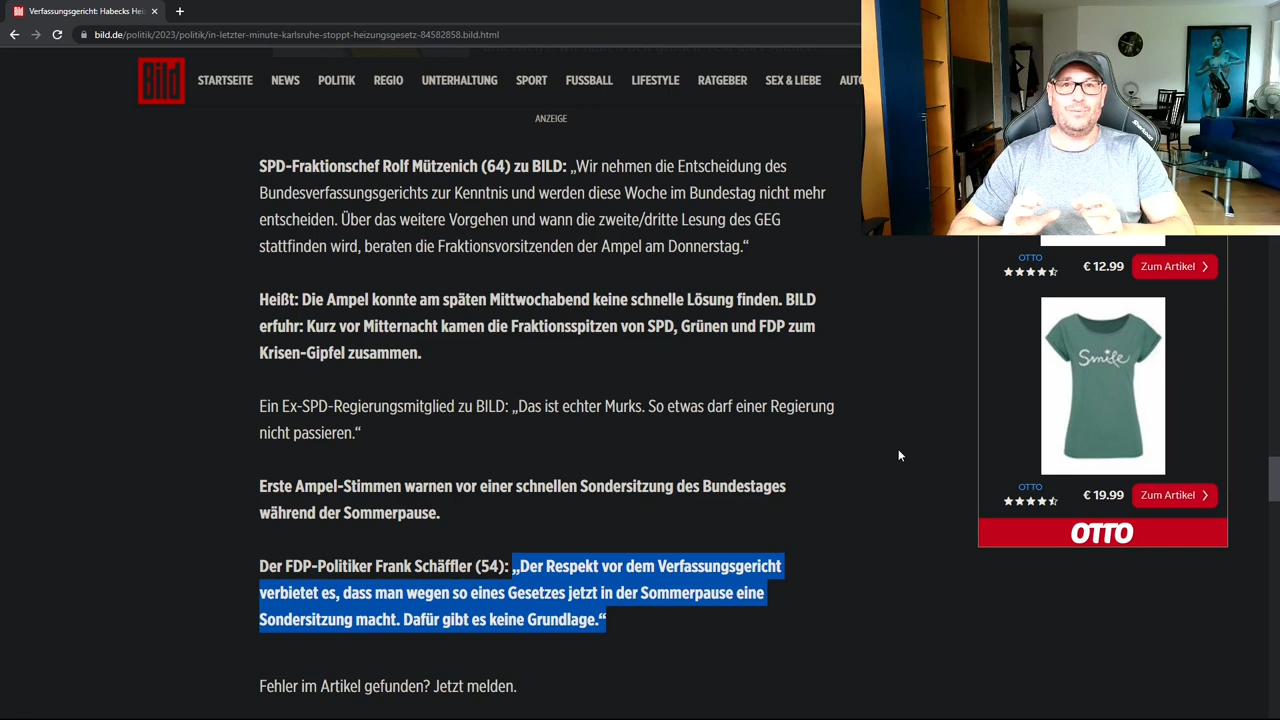 Verfassungsgericht: Habecks Hei
bild.de/politik/2023/politik/in-letzter-minute-karlsruhe-stoppt-heizungsgesetz-84582858.bild.html
Bild
STARTSEITE NEWS POLITIK REGIO UNTERHALTUNG SPORT FUSSBALL LIFESTYLE RATGEBER SEX & LIEBE AUTO
ANZEIGE
SPD-Fraktionschef Rolf Mützenich (64) zu BILD: „Wir nehmen die Entscheidung des
Bundesverfassungsgerichts zur Kenntnis und werden diese Woche im Bundestag nicht mehr
entscheiden. Über das weitere Vorgehen und wann die zweite/dritte Lesung des GEG
stattfinden wird, beraten die Fraktionsvorsitzenden der Ampel am Donnerstag.“
Heißt: Die Ampel konnte am späten Mittwochabend keine schnelle Lösung finden. BILD
erfuhr: Kurz vor Mitternacht kamen die Fraktionsspitzen von SPD, Grünen und FDP zum
Krisen-Gipfel zusammen.
Ein Ex-SPD-Regierungsmitglied zu BILD: „Das ist echter Murks. So etwas darf einer Regierung
nicht passieren.“
Erste Ampel-Stimmen warnen vor einer schnellen Sondersitzung des Bundestages
während der Sommerpause.
Der FDP-Politiker Frank Schäffler (54): „Der Respekt vor dem Verfassungsgericht
verbietet es, dass man wegen so eines Gesetzes jetzt in der Sommerpause eine
Sondersitzung macht. Dafür gibt es keine Grundlage.“
Fehler im Artikel gefunden? Jetzt melden.
OTTO
€ 12.99 Zum Artikel
Smile
OTTO
€ 19.99 Zum Artikel
OTTO